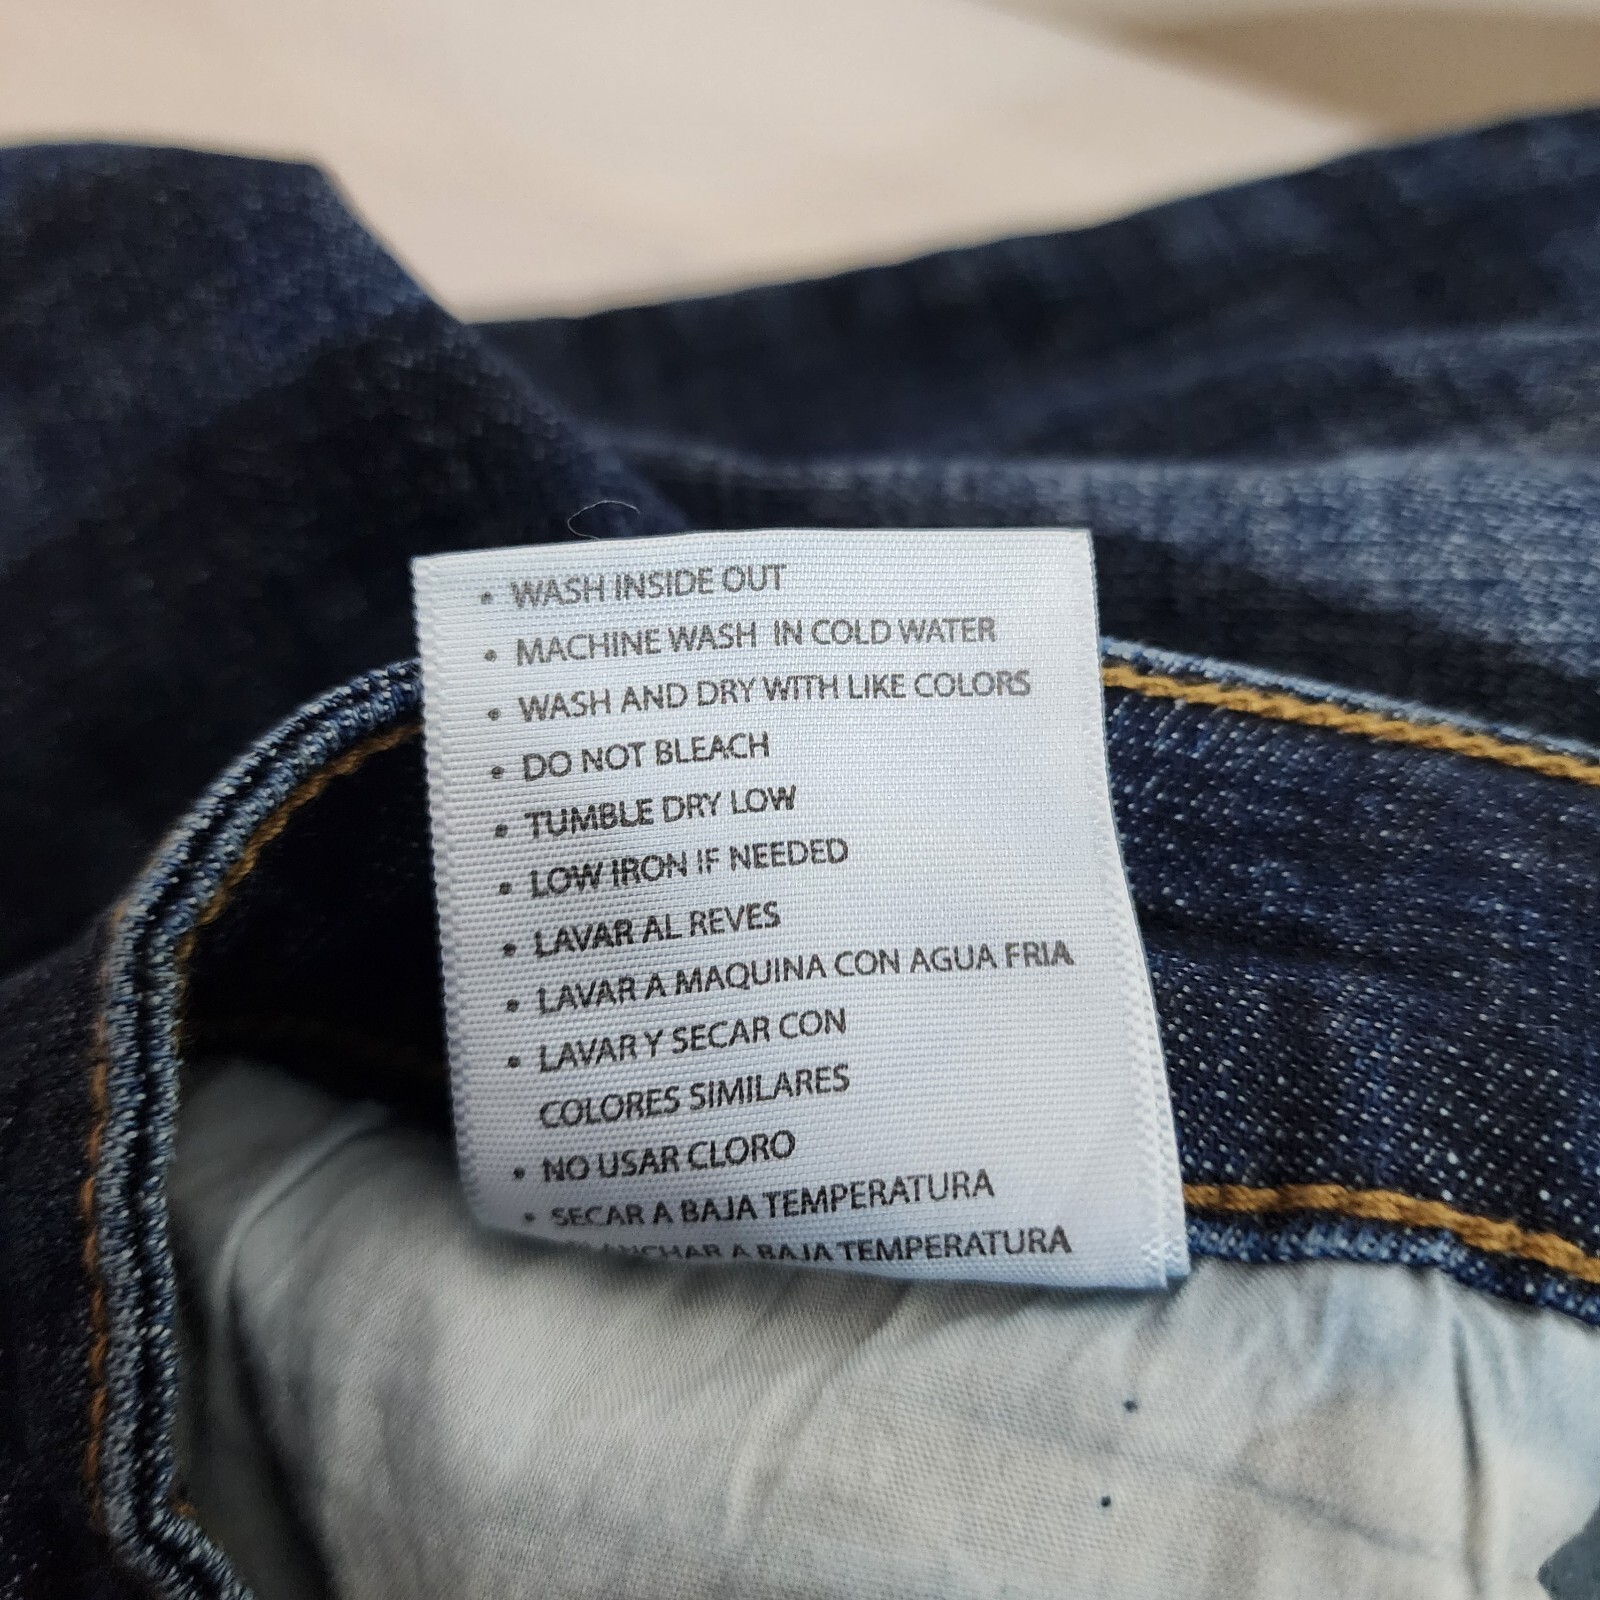 • WASH INSIDE OUT
• MACHINE WASH IN COLD WATER
• WASH AND DRY WITH LIKE COLORS
• DO NOT BLEACH
• TUMBLE DRY LOW
• LOW IRON IF NEEDED
• LAVAR AL REVES
• LAVAR A MAQUINA CON AGUA FRIA
• LAVAR Y SECAR CON
COLORES SIMILARES
• NO USAR CLORO
• SECAR A BAJA TEMPERATURA
PLANCHAR A BAJA TEMPERATURA